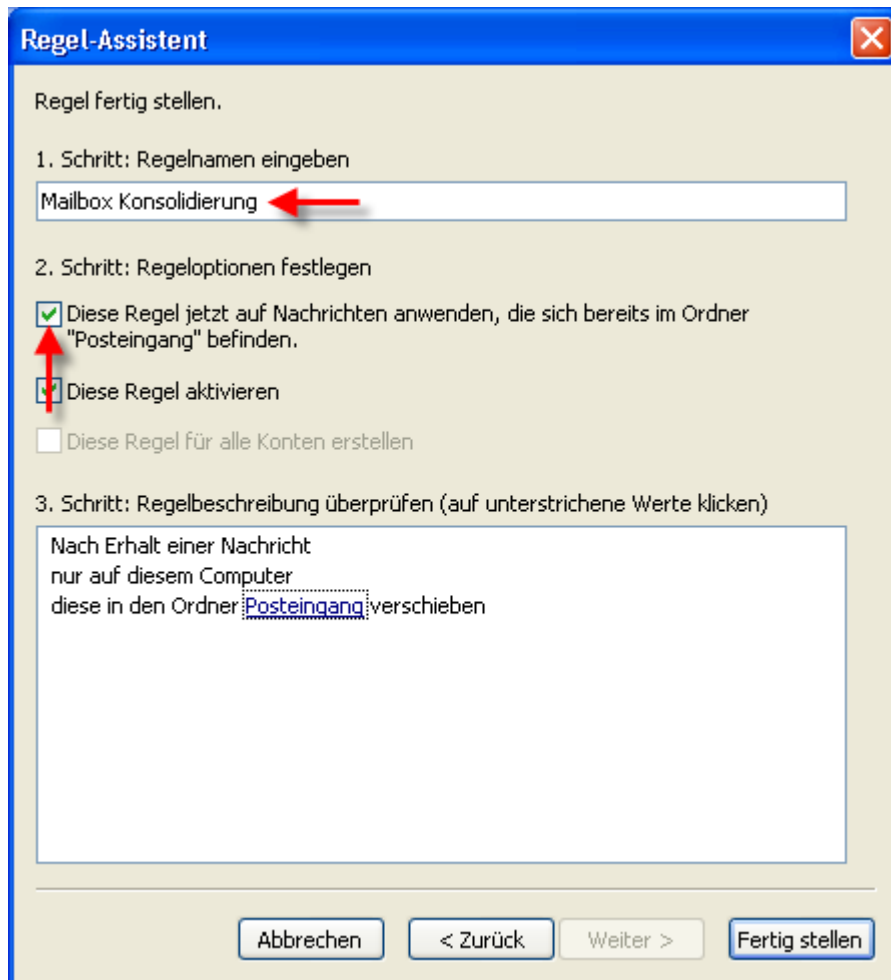 Regel-Assistent
Regel fertig stellen.
1. Schritt: Regelnamen eingeben
Mailbox Konsolidierung
2. Schritt: Regeloptionen festlegen
Diese Regel jetzt auf Nachrichten anwenden, die sich bereits im Ordner
"Posteingang" befinden.
Diese Regel aktivieren
Diese Regel für alle Konten erstellen
3. Schritt: Regelbeschreibung überprüfen (auf unterstrichene Werte klicken)
Nach Erhalt einer Nachricht
nur auf diesem Computer
diese in den Ordner Posteingang verschieben
Abbrechen < Zurück Weiter > Fertig stellen